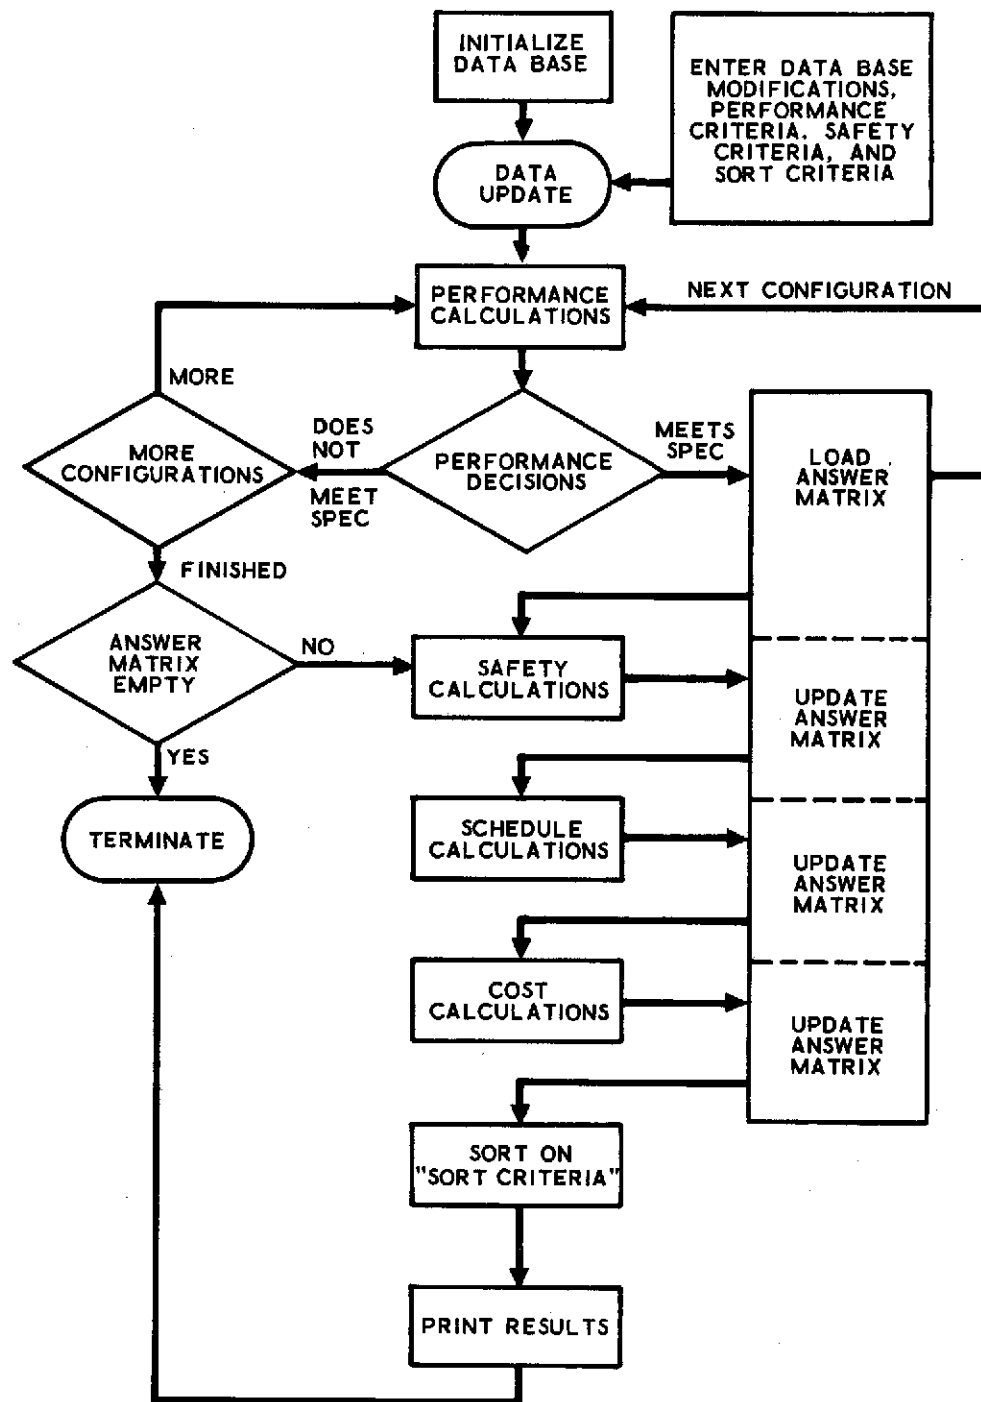 INITIALIZE
DATA BASE
ENTER DATA BASE
MODIFICATIONS,
PERFORMANCE
CRITERIA. SAFETY
CRITERIA, AND
SORT CRITERIA
DATA
UPDATE
PERFORMANCE
CALCULATIONS
NEXT CONFIGURATION
MORE
MORE
CONFIGURATIONS
DOES
NOT
MEET
SPEC
PERFORMANCE
DECISIONS
MEETS
SPEC
LOAD
ANSWER
MATRIX
FINISHED
ANSWER
MATRIX
EMPTY
NO
SAFETY
CALCULATIONS
UPDATE
ANSWER
MATRIX
YES
TERMINATE
SCHEDULE
CALCULATIONS
UPDATE
ANSWER
MATRIX
COST
CALCULATIONS
UPDATE
ANSWER
MATRIX
SORT ON
"SORT CRITERIA"
PRINT RESULTS